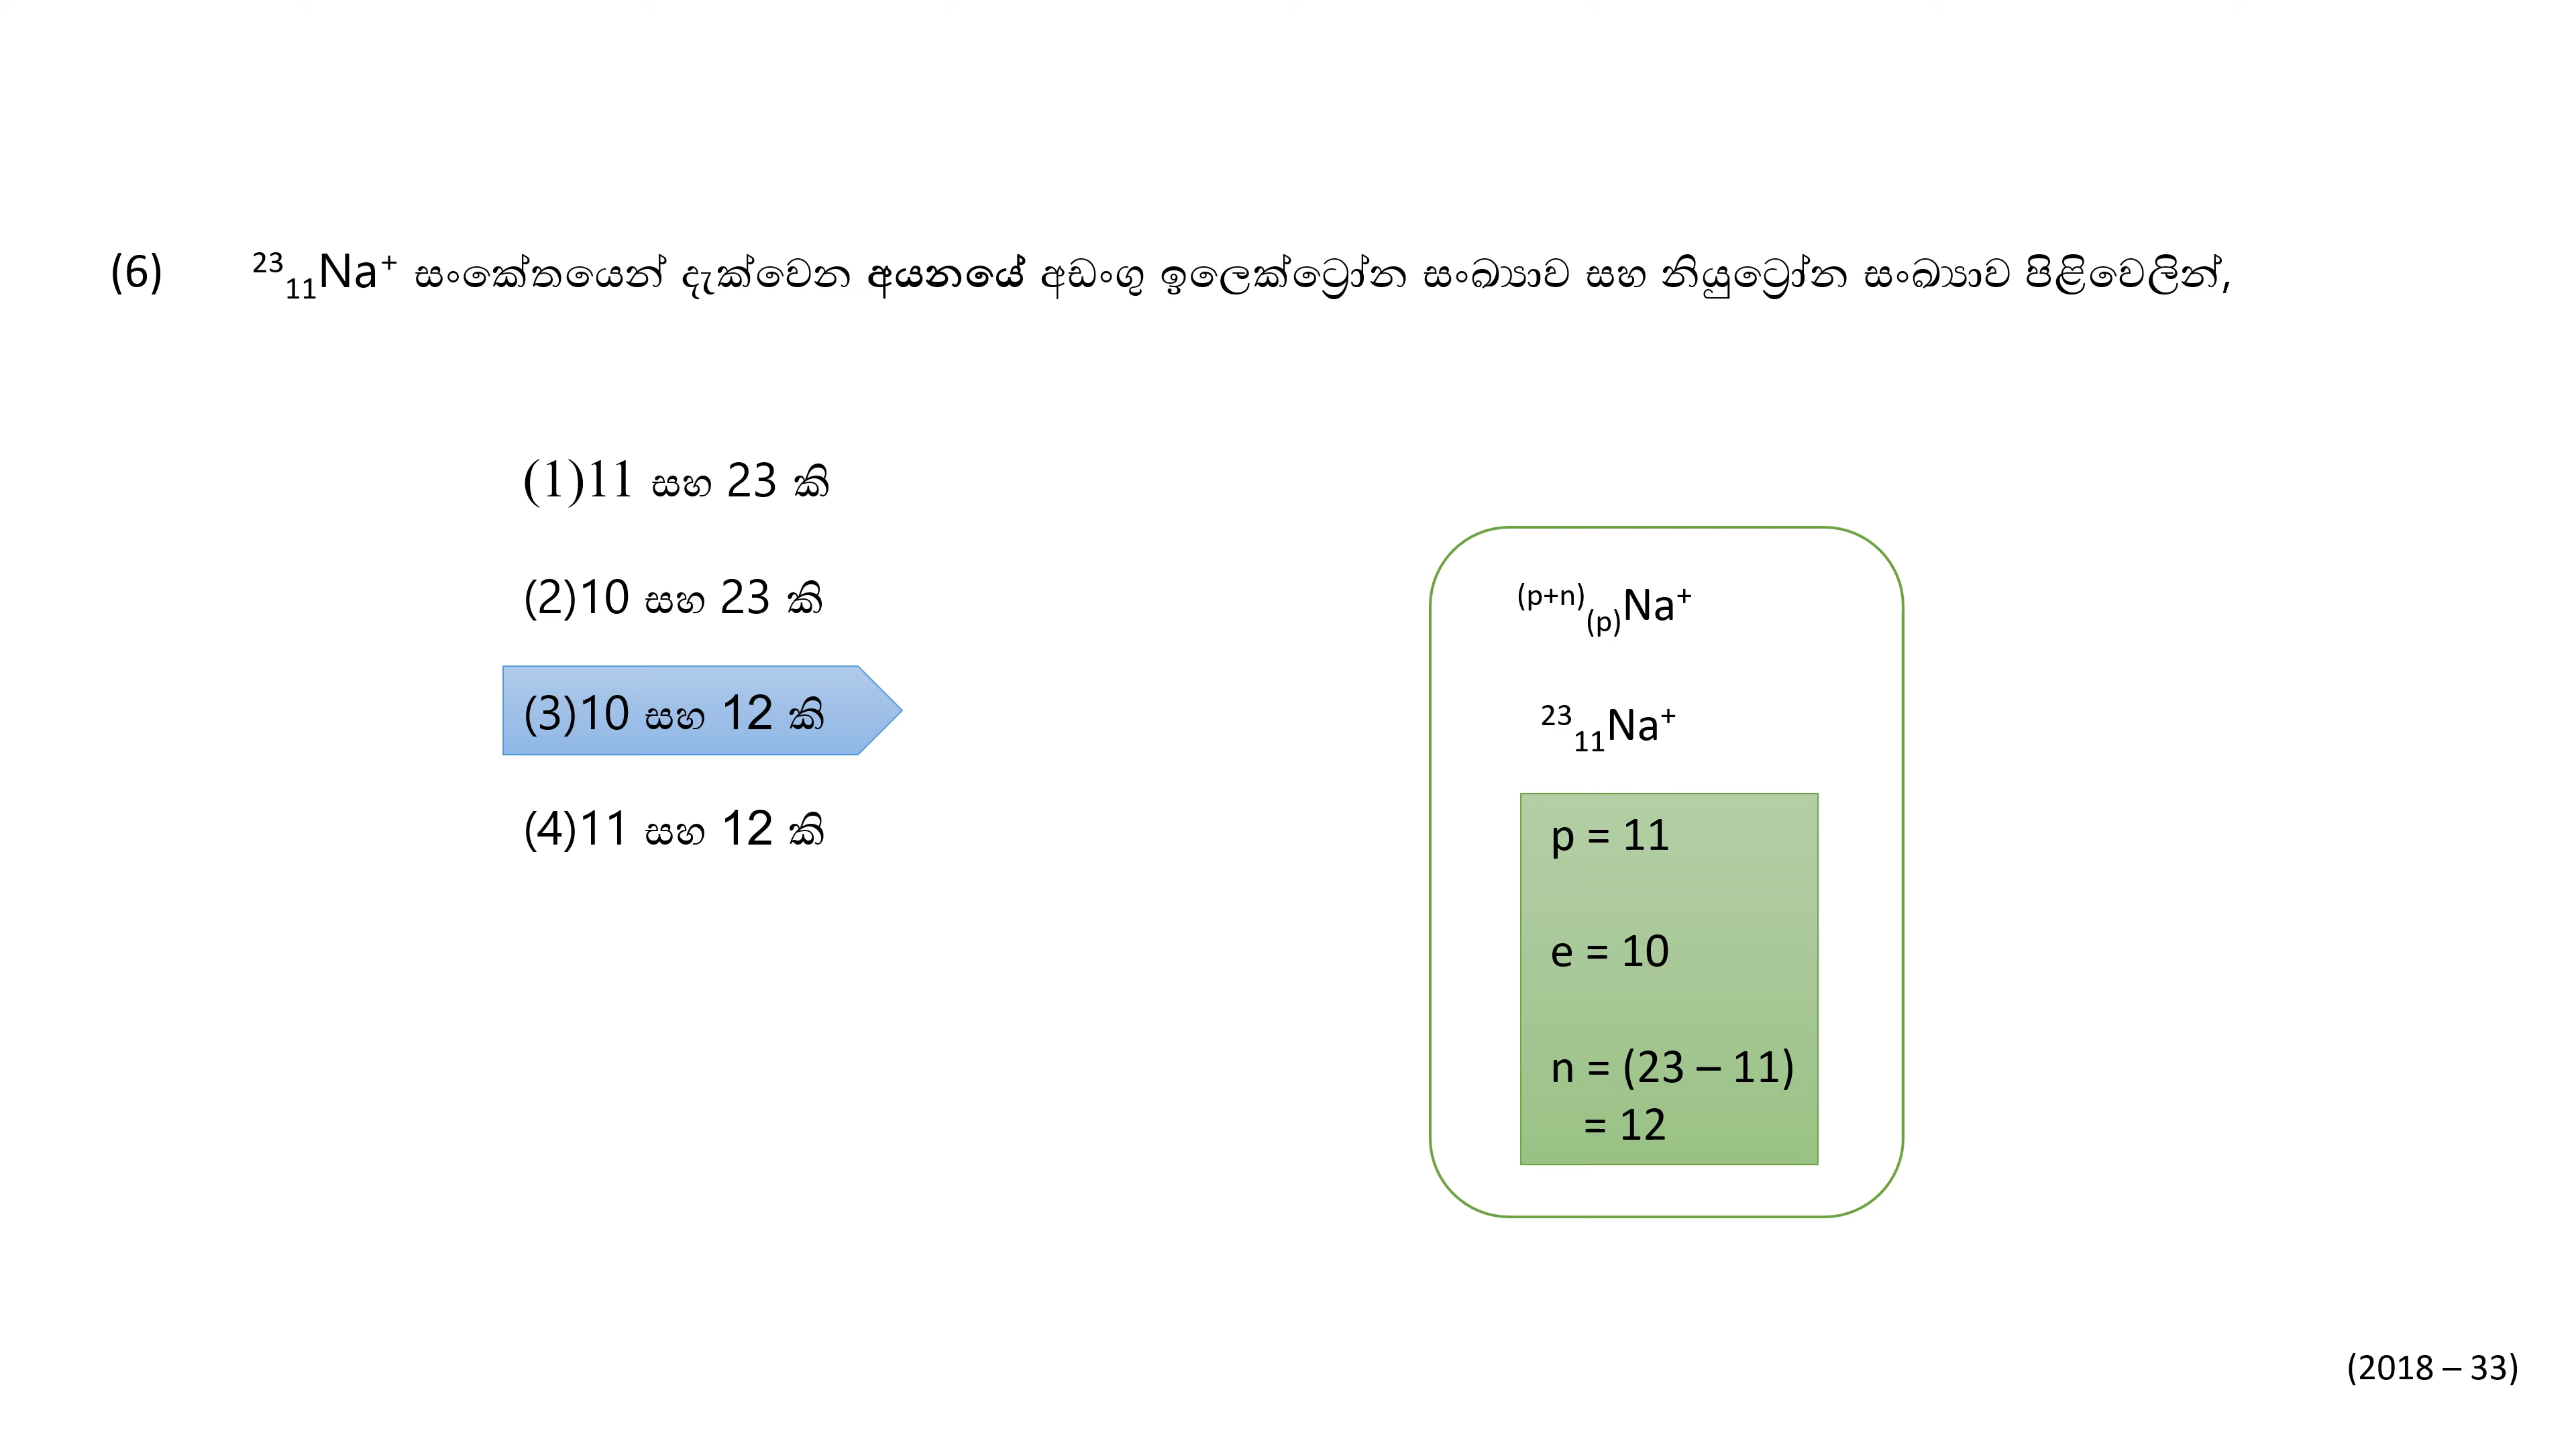 (6) ²³₁₁Na⁺ සංකේතයෙන් දැක්වෙන අයනයේ අඩංගු ඉලෙක්ට්‍රෝන සංඛ්‍යාව සහ නියුට්‍රෝන සංඛ්‍යාව පිළිවෙලින්,
(1)11 සහ 23 කි
(2)10 සහ 23 කි
(3)10 සහ 12 කි
(4)11 සහ 12 කි
⁽ᵖ⁺ⁿ⁾₍ₚ₎Na⁺
²³₁₁Na⁺
p = 11
e = 10
n = (23 – 11)
= 12
(2018 – 33)